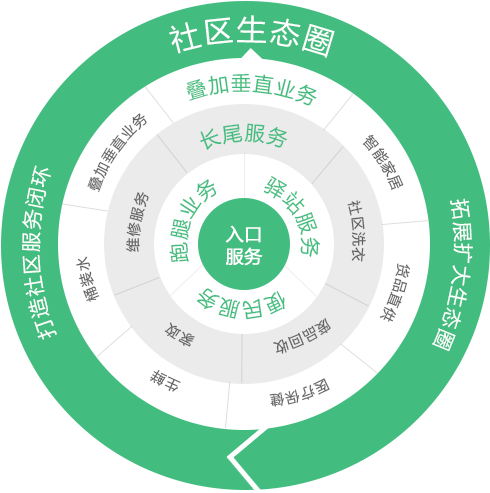 社区生态圈
拓展扩大生态圈
打造社区服务闭环
叠加垂直业务
智能家居
货品直供
医疗保健
生鲜
桶装水
叠加垂直业务
长尾服务
社区洗衣
废品回收
家政
维修服务
驿站服务
便民服务
跑腿业务
入口
服务